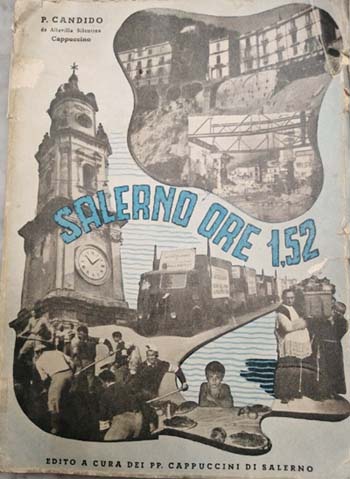 P. CANDIDO
da Altavilla Silentina
Cappuccino
SALERNO ORE 1,52
EDITO A CURA DEI PP. CAPPUCCINI DI SALERNO